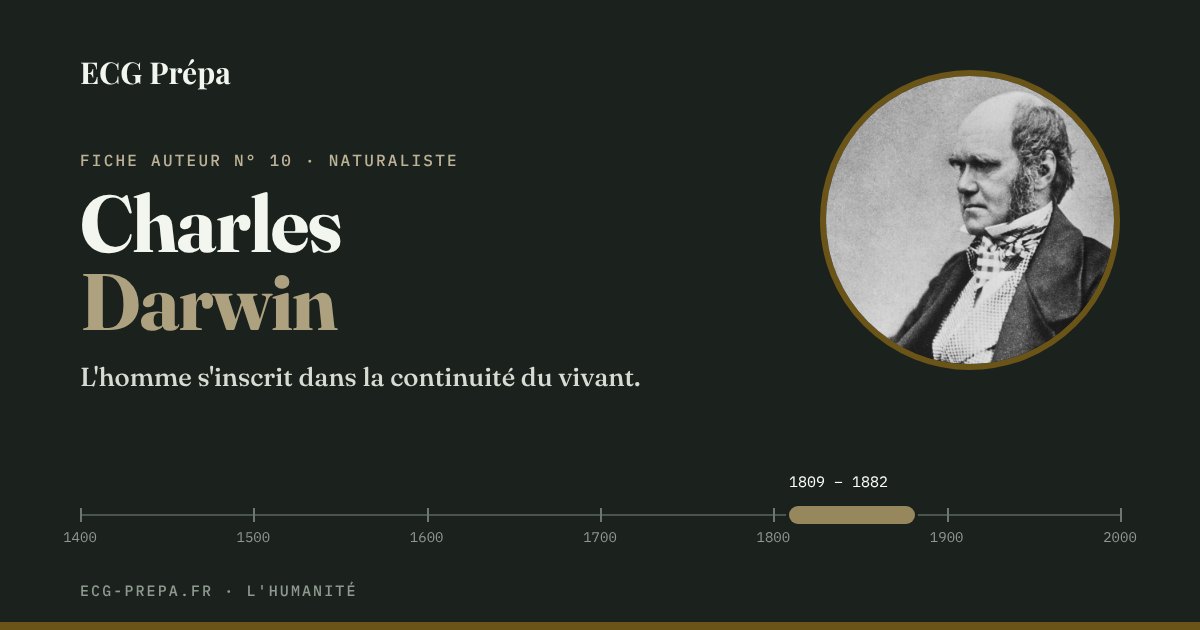 ECG Prépa
FICHE AUTEUR N° 10 · NATURALISTE
Charles
Darwin
L'homme s'inscrit dans la continuité du vivant.
1809 – 1882
1400 1500 1600 1700 1800 1900 2000
ECG-PREPA.FR · L'HUMANITÉ